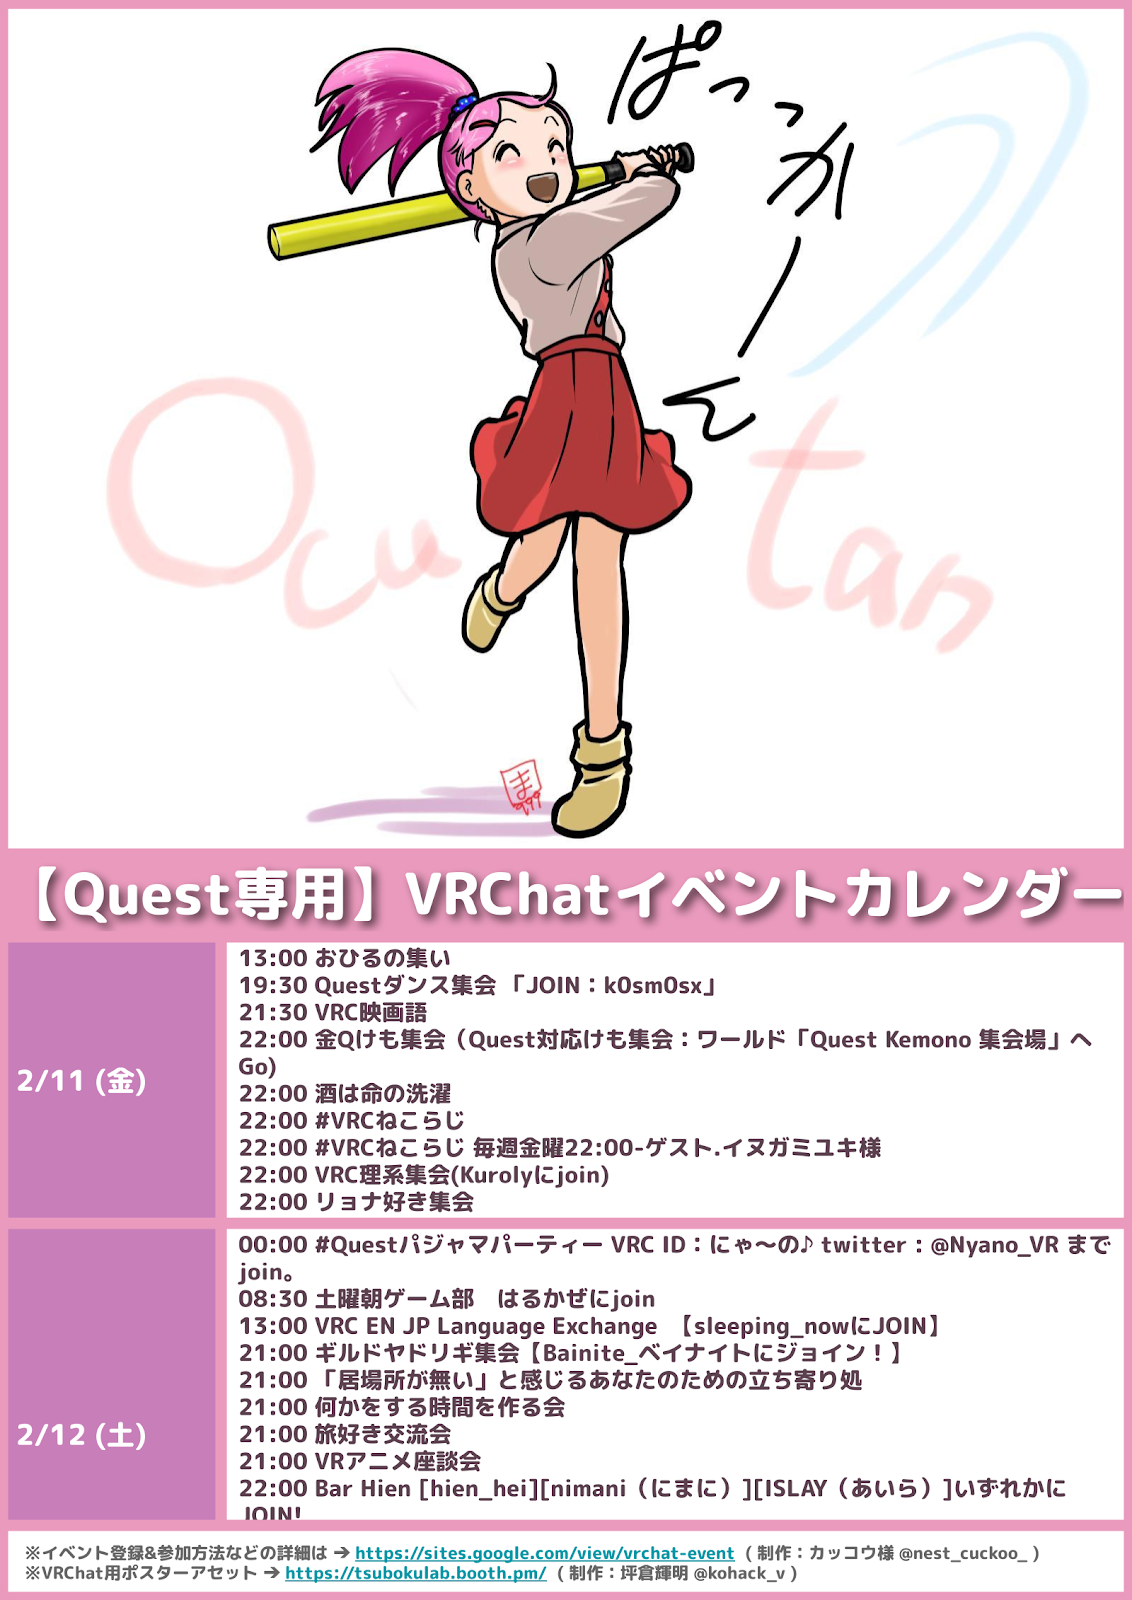 ぱっっかーん
Ocu tan
ま
999
【Quest専用】VRChatイベントカレンダー
2/11 (金)
13:00 おひるの集い
19:30 Questダンス集会 「JOIN：k0sm0sx」
21:30 VRC映画語
22:00 金Qけも集会（Quest対応けも集会：ワールド「Quest Kemono 集会場」へ
Go)
22:00 酒は命の洗濯
22:00 #VRCねこらじ
22:00 #VRCねこらじ 毎週金曜22:00-ゲスト.イヌガミユキ様
22:00 VRC理系集会(Kurolyにjoin)
22:00 リョナ好き集会
2/12 (土)
00:00 #Questパジャマパーティー VRC ID：にゃ～の♪ twitter : @Nyano_VR まで
join。
08:30 土曜朝ゲーム部　はるかぜにjoin
13:00 VRC EN JP Language Exchange 【sleeping_nowにJOIN】
21:00 ギルドヤドリギ集会【Bainite_ベイナイトにジョイン！】
21:00 「居場所が無い」と感じるあなたのための立ち寄り処
21:00 何かをする時間を作る会
21:00 旅好き交流会
21:00 VRアニメ座談会
22:00 Bar Hien [hien_hei][nimani（にまに）][ISLAY（あいら）]いずれかに
JOIN!
※イベント登録&参加方法などの詳細は → https://sites.google.com/view/vrchat-event ( 制作：カッコウ様 @nest_cuckoo_ )
※VRChat用ポスターアセット → https://tsubokulab.booth.pm/ ( 制作：坪倉輝明 @kohack_v )